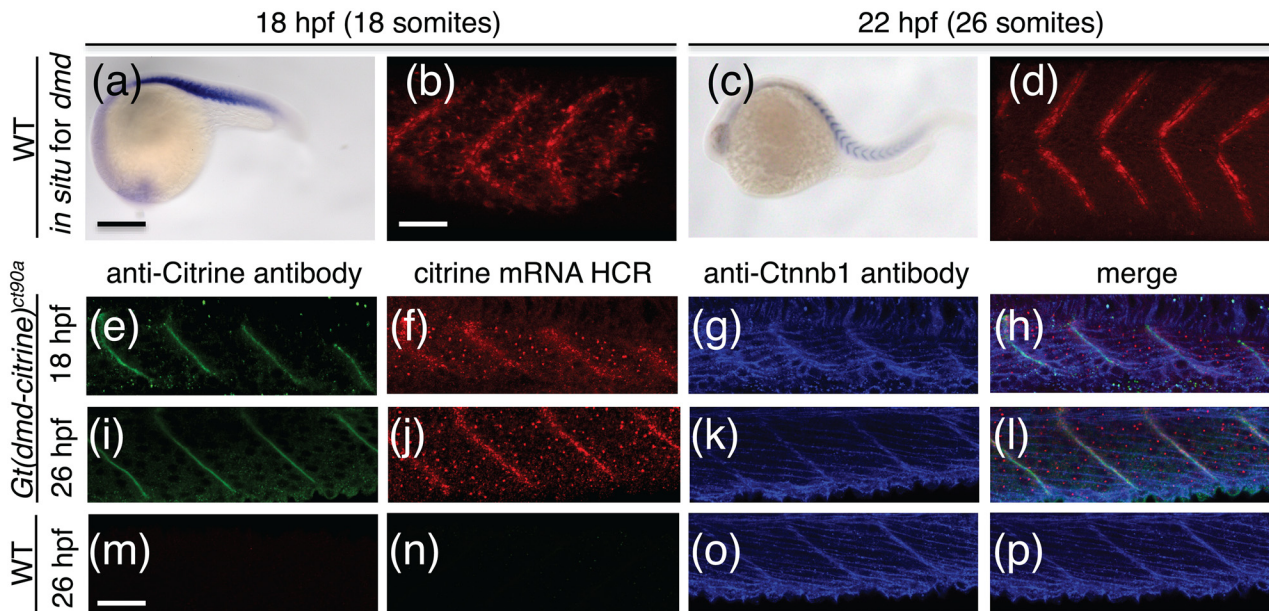 18 hpf (18 somites)
22 hpf (26 somites)
WT
in situ for dmd
(a)
(b)
(c)
(d)
anti-Citrine antibody
citrine mRNA HCR
anti-Ctnnb1 antibody
merge
Gt(dmd-citrine)ct90a
18 hpf
(e)
(f)
(g)
(h)
26 hpf
(i)
(j)
(k)
(l)
WT
26 hpf
(m)
(n)
(o)
(p)